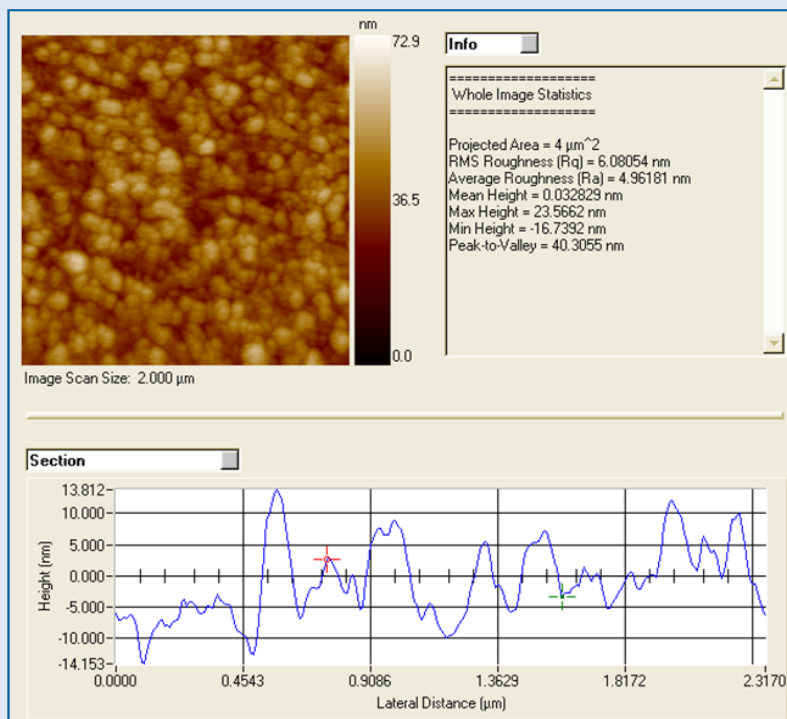 nm
72.9
36.5
0.0
Image Scan Size: 2.000 µm
Info
===================
Whole Image Statistics
===================
Projected Area = 4 µm^2
RMS Roughness (Rq) = 6.08054 nm
Average Roughness (Ra) = 4.96181 nm
Mean Height = 0.032829 nm
Max Height = 23.5662 nm
Min Height = -16.7392 nm
Peak-to-Valley = 40.3055 nm
Section
Height (nm)
13.812
10.000
5.000
0.000
-5.000
-10.000
-14.153
0.0000 0.4543 0.9086 1.3629 1.8172 2.3170
Lateral Distance (µm)